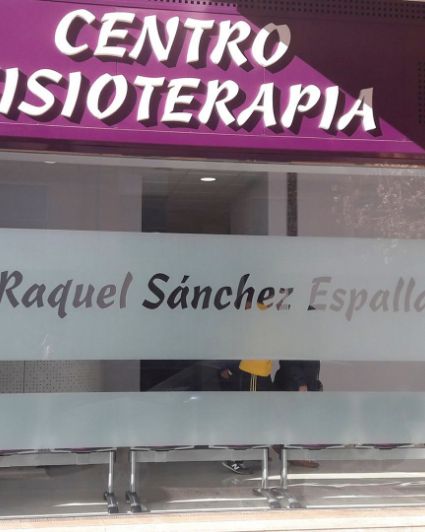 CENTRO
ISIOTERAPIA
Raquel Sánchez Espalla